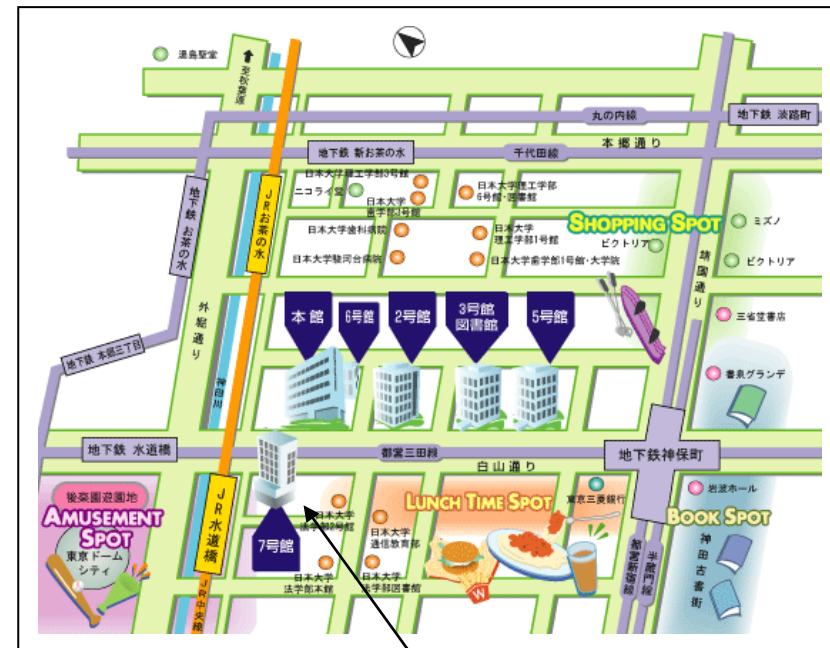 湯島聖堂
至秋葉原
丸の内線
地下鉄 淡路町
本郷通り
地下鉄 新お茶の水
千代田線
日本大学理工学部3号館
ニコライ堂
日本大学
歯学部3号館
日本大学理工学部
6号館・図書館
地下鉄 お茶の水
JRお茶の水
SHOPPING SPOT
ミズノ
日本大学歯科病院
日本大学
理工学部1号館
ビクトリア
日本大学駿河台病院
日本大学歯学部1号館・大学院
ビクトリア
靖國通り
外堀通り
本館
6号館
2号館
3号館
図書館
5号館
三省堂書店
地下鉄 本郷三丁目
書泉グランデ
神田川
地下鉄 水道橋
都営三田線
白山通り
地下鉄神保町
後楽園遊園地
AMUSEMENT
SPOT
東京ドーム
シティ
JR水道橋
7号館
日本大学
法学部2号館
LUNCH TIME SPOT
東京三菱銀行
岩波ホール
BOOK SPOT
日本大学
通信教育部
日本大学
法学部本館
日本大学
法学部図書館
W
都営新宿線
半蔵門線
神田古書街
JR中央線